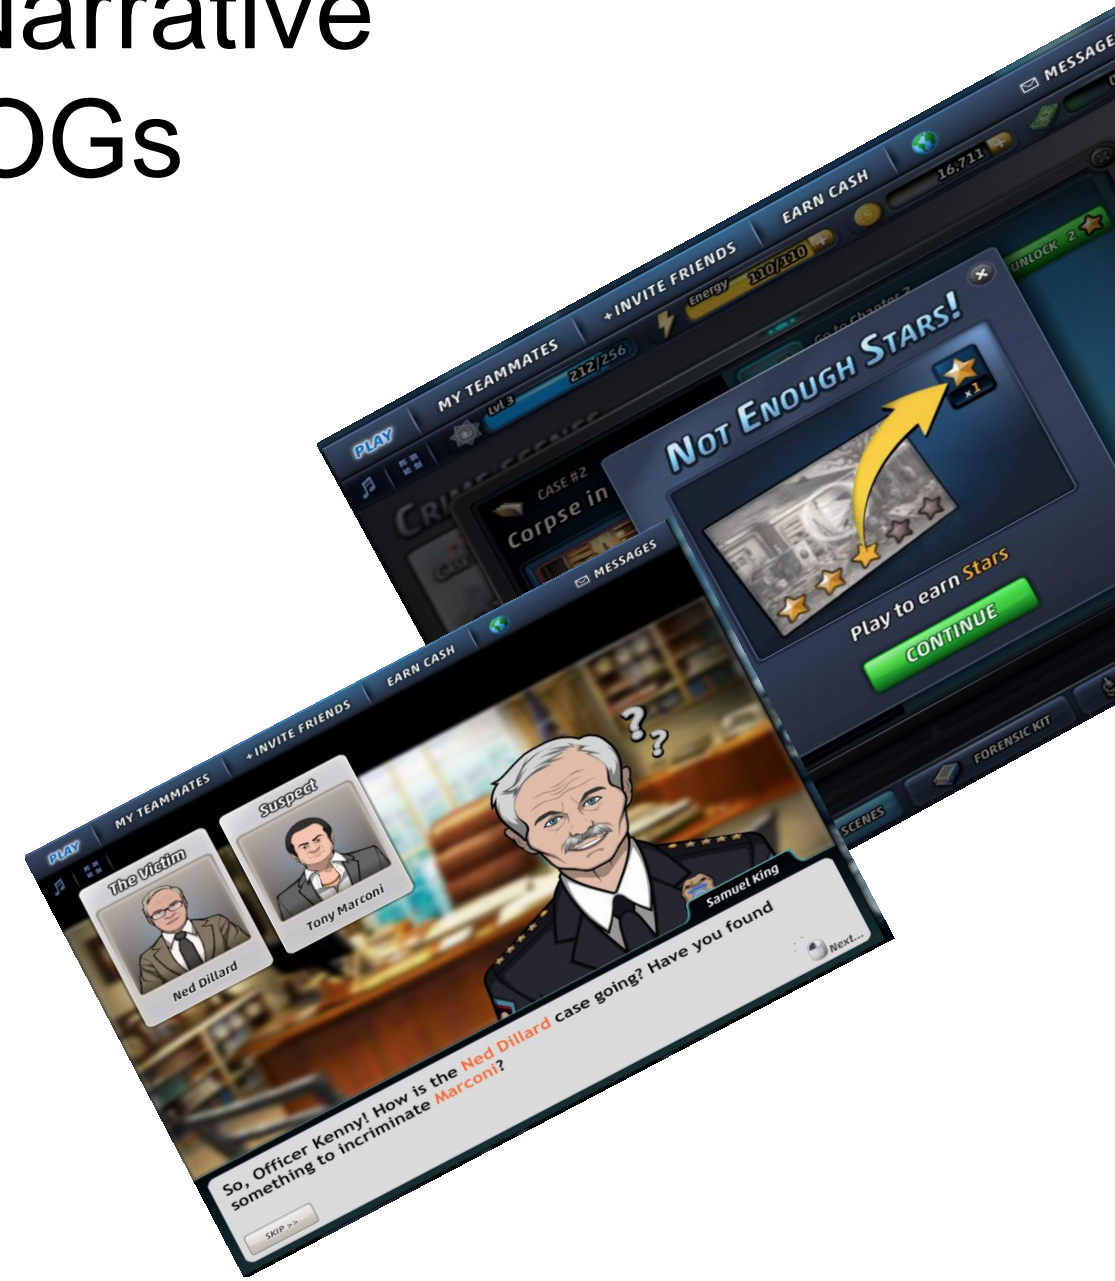 Narrative
OGs
MESSAGE
EARN CASH
+INVITE FRIENDS
MY TEAMMATES
PLAY
16.711
Energy 110/110
Lvl 3 212/256
UNLOCK 2
CASE #2
Corpse in
NOT ENOUGH STARS!
x1
Play to earn Stars
CONTINUE
FORENSIC KIT
SCENES
MESSAGES
EARN CASH
+INVITE FRIENDS
MY TEAMMATES
PLAY
The Victim
Ned Dillard
Suspect
Tony Marconi
??
Samuel King
So, Officer Kenny! How is the Ned Dillard case going? Have you found
something to incriminate Marconi?
Next...
SKIP >>